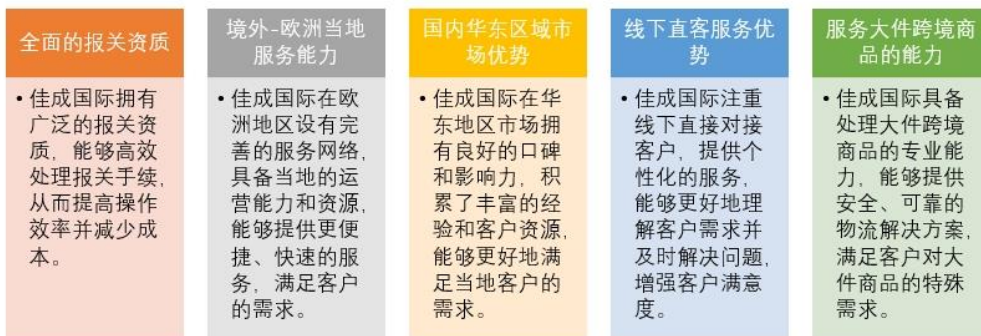 全面的报关资质
• 佳成国际拥有
广泛的报关资
质，能够高效
处理报关手续，
从而提高操作
效率并减少成
本。
境外-欧洲当地
服务能力
• 佳成国际在欧
洲地区设有完
善的服务网络，
具备当地的运
营能力和资源，
能够提供更便
捷、快速的服
务，满足客户
的需求。
国内华东区域市
场优势
• 佳成国际在华
东地区市场拥
有良好的口碑
和影响力，积
累了丰富的经
验和客户资源，
能够更好地满
足当地客户的
需求。
线下直客服务优
势
• 佳成国际注重
线下直接对接
客户，提供个
性化的服务，
能够更好地理
解客户需求并
及时解决问题，
增强客户满意
度。
服务大件跨境商
品的能力
• 佳成国际具备
处理大件跨境
商品的专业能
力，能够提供
安全、可靠的
物流解决方案，
满足客户对大
件商品的特殊
需求。